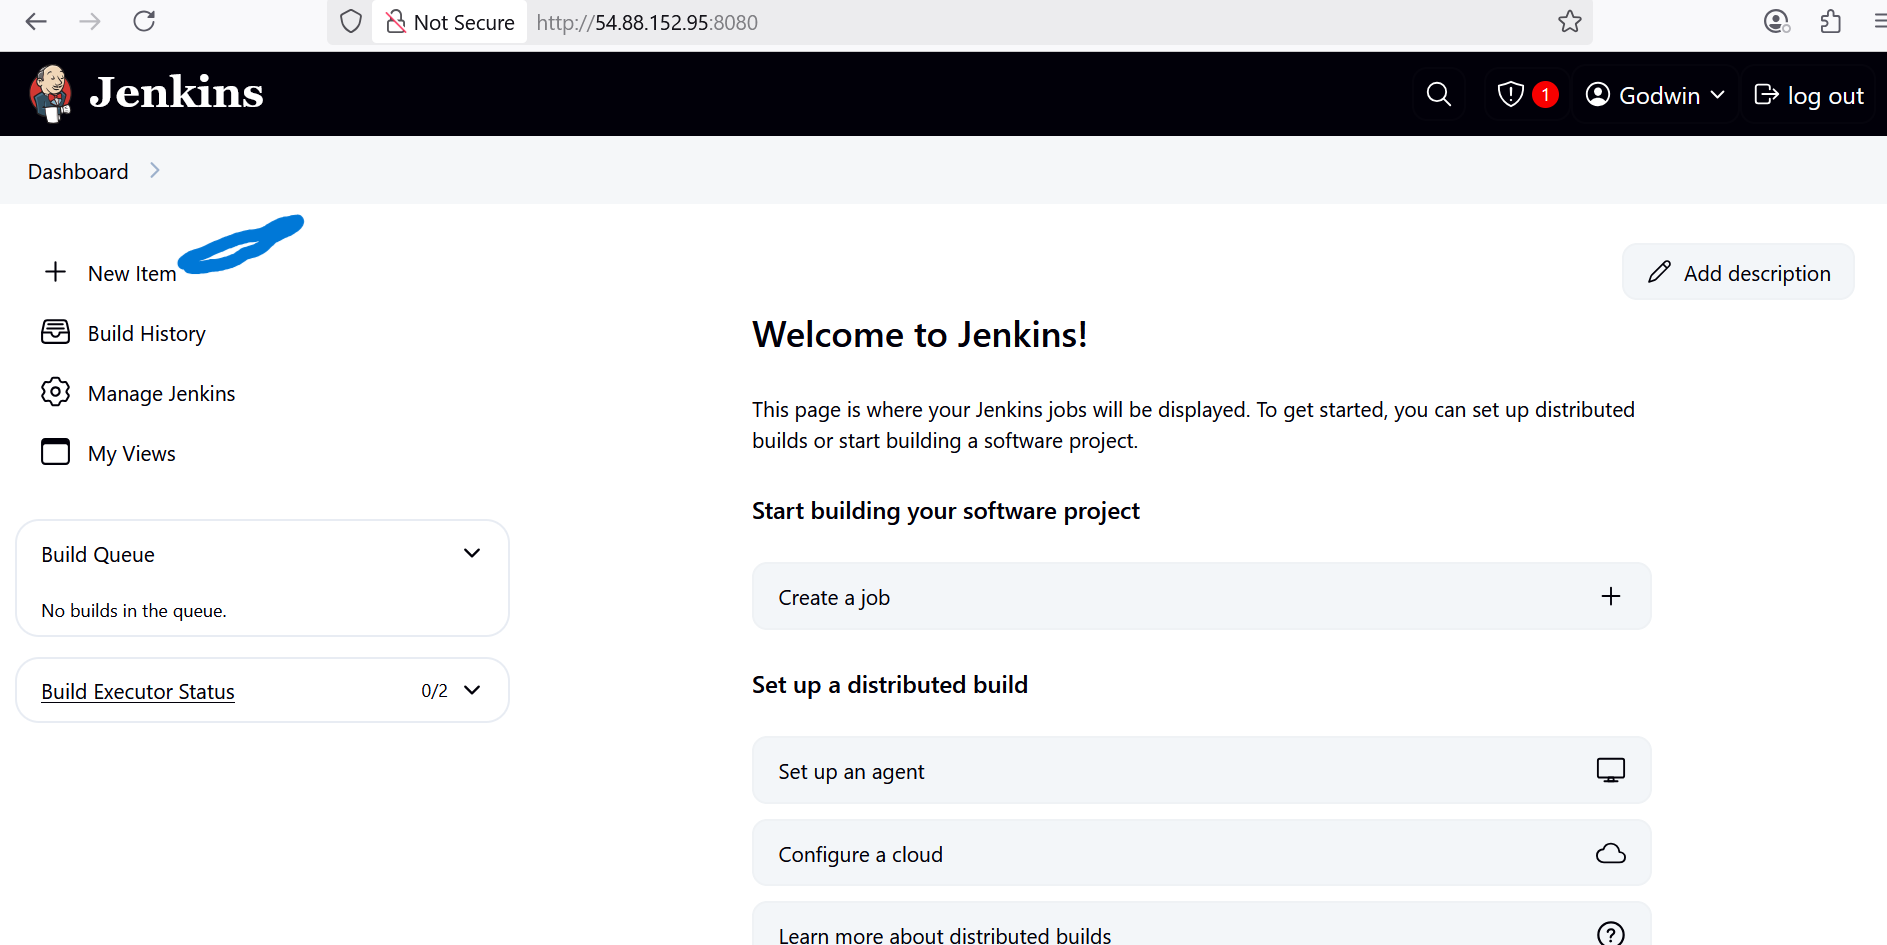 Not Secure http://54.88.152.95:8080
Jenkins
1 Godwin log out
Dashboard
New Item
Build History
Manage Jenkins
My Views
Build Queue
No builds in the queue.
Build Executor Status 0/2
Add description
Welcome to Jenkins!
This page is where your Jenkins jobs will be displayed. To get started, you can set up distributed
builds or start building a software project.
Start building your software project
Create a job
Set up a distributed build
Set up an agent
Configure a cloud
Learn more about distributed builds